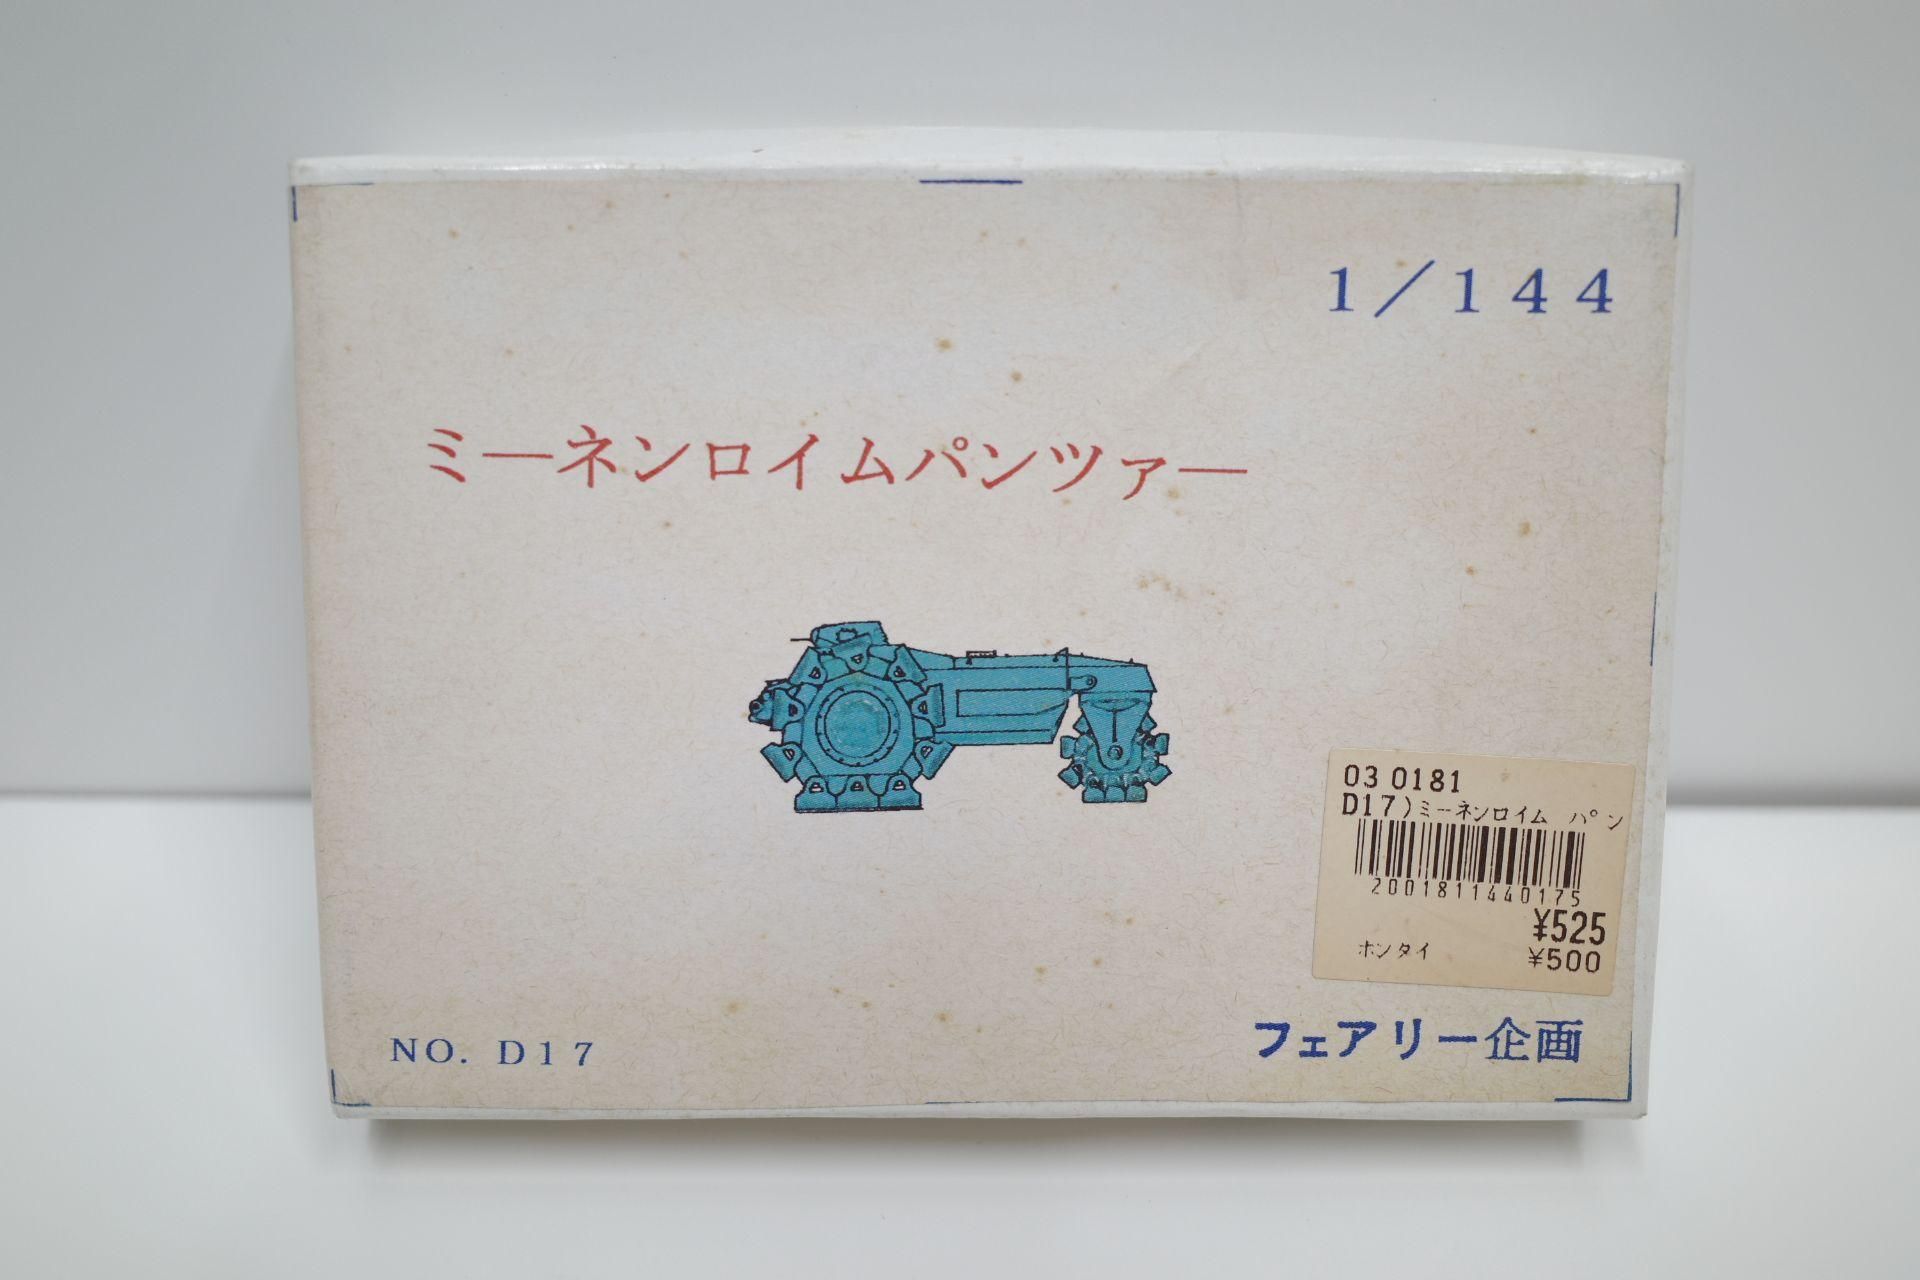 1／144
ミーネンロイムパンツァー
03 0181
D17)ミーネンロイム パン
2001811440175
¥525
ホンタイ ¥500
NO. D17
フェアリー企画